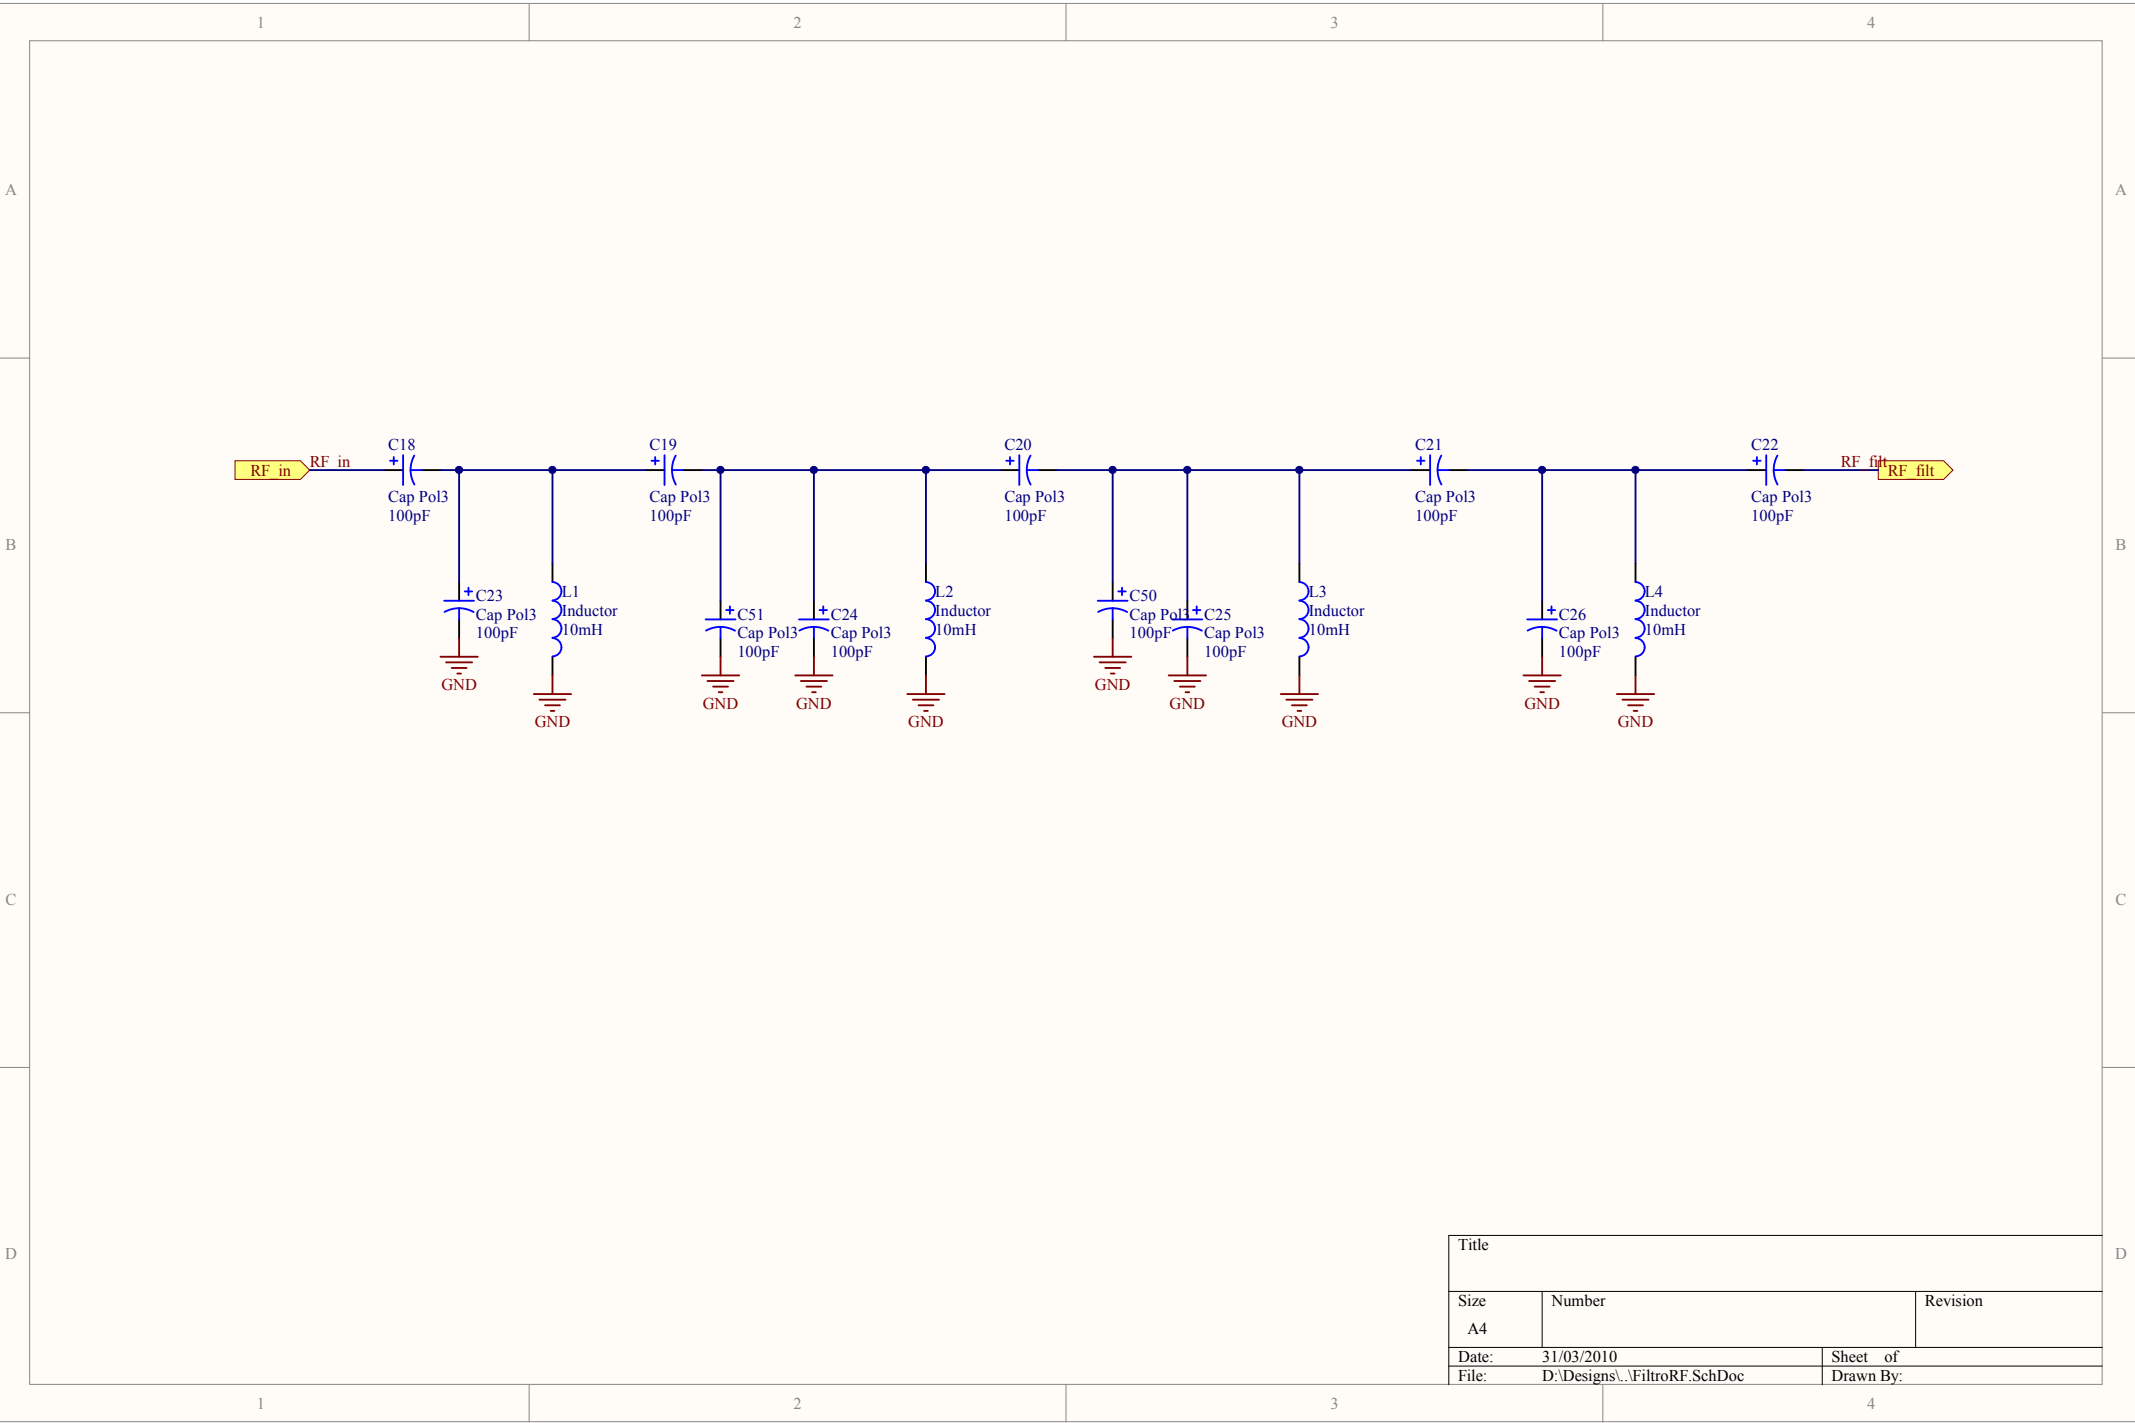 1 2 3 4
A A
C18 C19 C20 C21 C22
RF_in RF_in RF_filt RF_filt
Cap Pol3 Cap Pol3 Cap Pol3 Cap Pol3 Cap Pol3
100pF 100pF 100pF 100pF 100pF
B B
C23
Cap Pol3
100pF
GND
L1
Inductor
10mH
GND
C51
Cap Pol3
100pF
GND
C24
Cap Pol3
100pF
GND
L2
Inductor
10mH
GND
C50
Cap Pol3
100pF
GND
C25
Cap Pol3
100pF
GND
L3
Inductor
10mH
GND
C26
Cap Pol3
100pF
GND
L4
Inductor
10mH
GND
C C
D D
Title
Size Number Revision
A4
Date: 31/03/2010 Sheet of
File: D:\Designs\..\FiltroRF.SchDoc Drawn By:
1 2 3 4